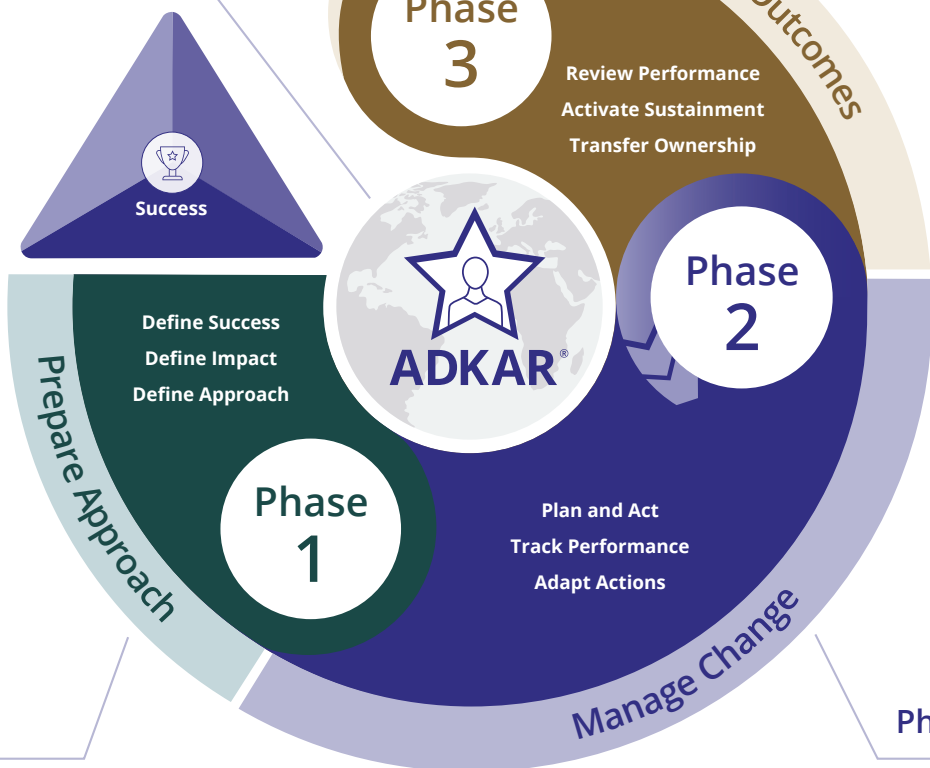 Phase
3
Outcomes
Review Performance
Activate Sustainment
Transfer Ownership
Success
Phase
2
ADKAR®
Define Success
Define Impact
Define Approach
Prepare Approach
Phase
1
Plan and Act
Track Performance
Adapt Actions
Manage Change
Ph